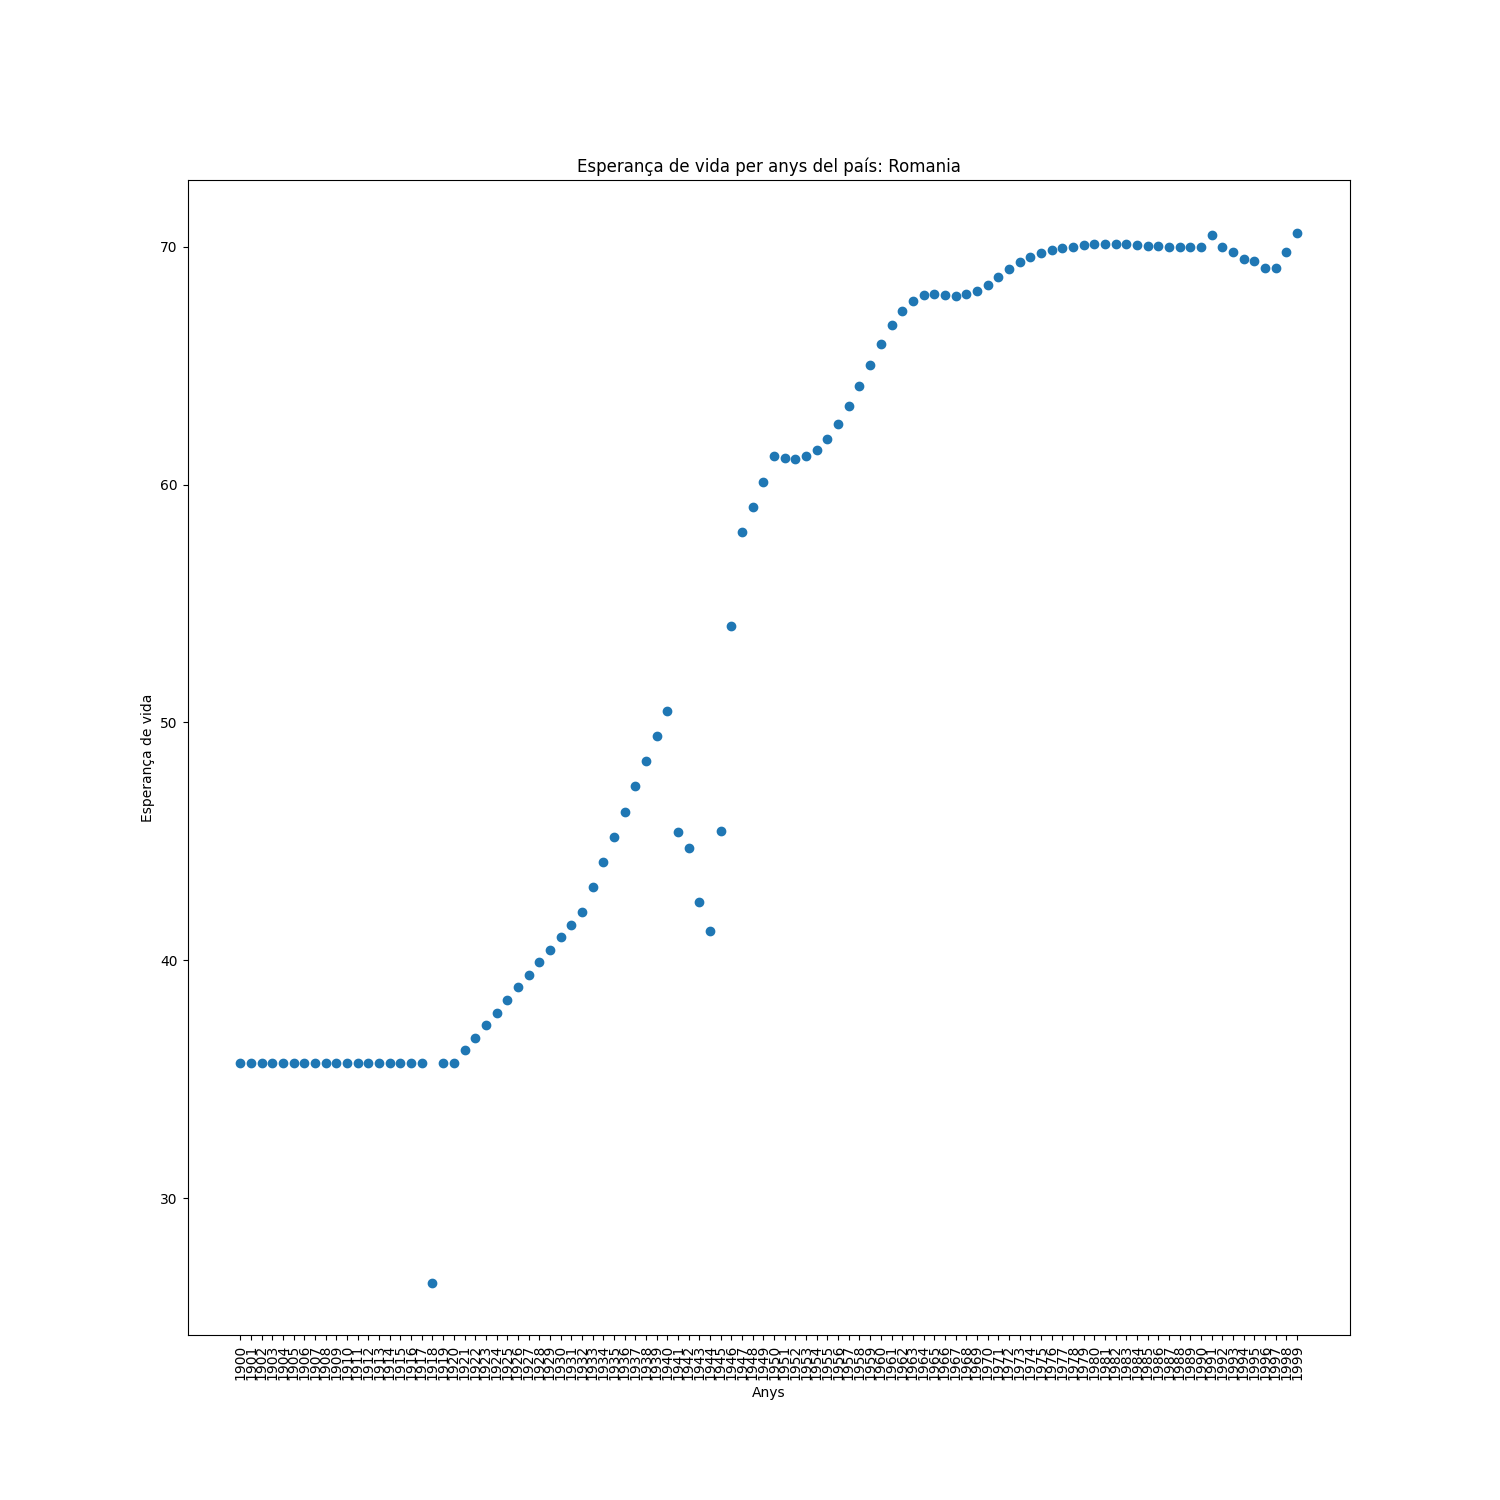 Esperança de vida per anys del país: Romania
70
60
50
40
30
Esperança de vida
1900 1901 1902 1903 1904 1905 1906 1907 1908 1909 1910 1911 1912 1913 1914 1915 1916 1917 1918 1919 1920 1921 1922 1923 1924 1925 1926 1927 1928 1929 1930 1931 1932 1933 1934 1935 1936 1937 1938 1939 1940 1941 1942 1943 1944 1945 1946 1947 1948 1949 1950 1951 1952 1953 1954 1955 1956 1957 1958 1959 1960 1961 1962 1963 1964 1965 1966 1967 1968 1969 1970 1971 1972 1973 1974 1975 1976 1977 1978 1979 1980 1981 1982 1983 1984 1985 1986 1987 1988 1989 1990 1991 1992 1993 1994 1995 1996 1997 1998 1999
Anys